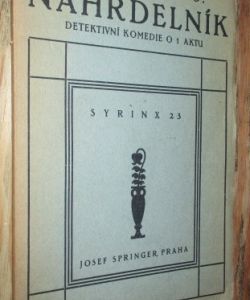 NÁHRDELNÍK
DETEKTIVNÍ KOMEDIE O 1 AKTU
SYRINX 23
JOSEF SPRINGER, PRAHA